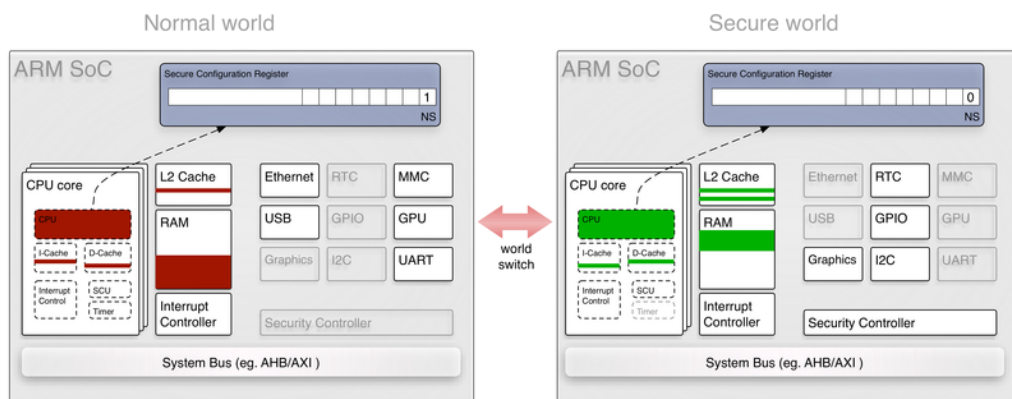 Normal world
ARM SoC
Secure Configuration Register
1
NS
CPU core
CPU
I-Cache
D-Cache
Interrupt
Control
SCU
Timer
L2 Cache
RAM
Interrupt
Controller
Ethernet
RTC
MMC
USB
GPIO
GPU
Graphics
I2C
UART
Security Controller
System Bus (eg. AHB/AXI )
world
switch
Secure world
ARM SoC
Secure Configuration Register
0
NS
CPU core
CPU
I-Cache
D-Cache
Interrupt
Control
SCU
Timer
L2 Cache
RAM
Interrupt
Controller
Ethernet
RTC
MMC
USB
GPIO
GPU
Graphics
I2C
UART
Security Controller
System Bus (eg. AHB/AXI )